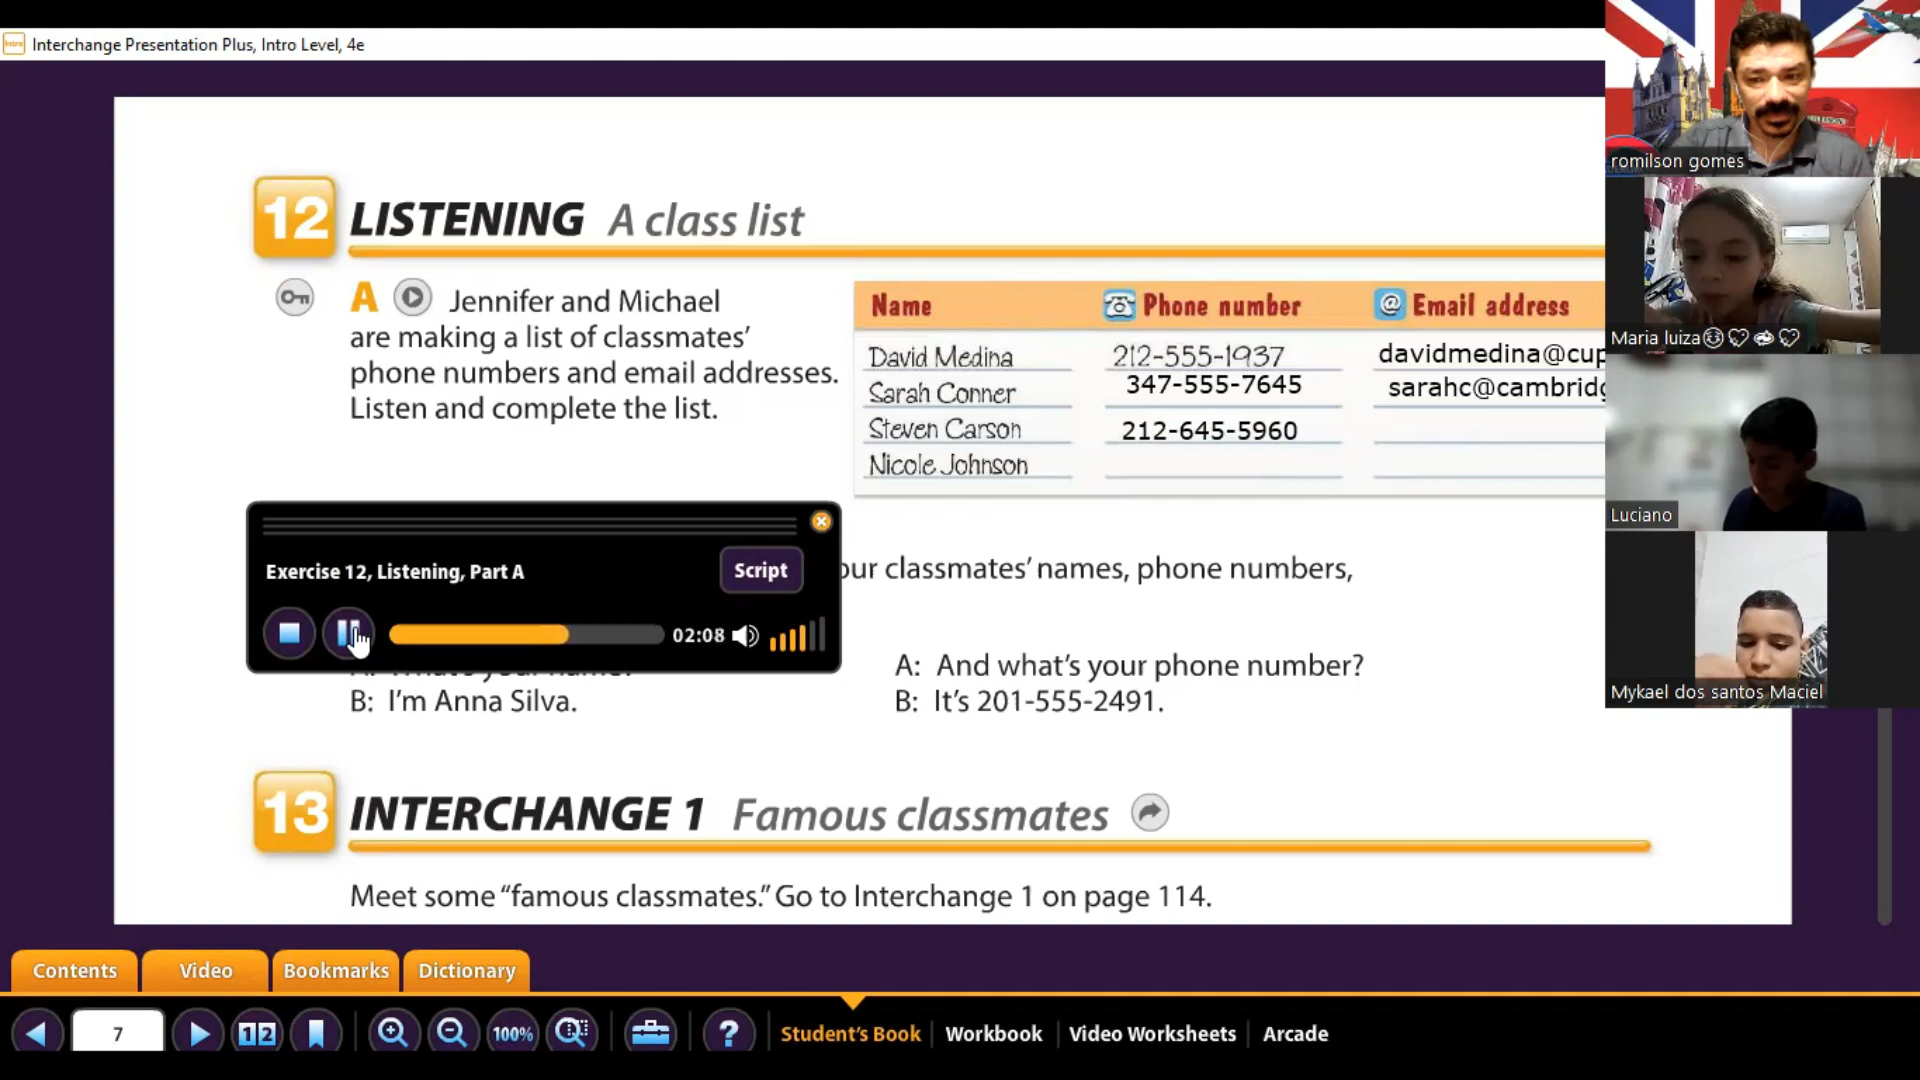 Interchange Presentation Plus, Intro Level, 4e
12 LISTENING A class list
A Jennifer and Michael
are making a list of classmates'
phone numbers and email addresses.
Listen and complete the list.
Name Phone number @ Email address
David Medina 212-555-1937 davidmedina@cup
Sarah Conner 347-555-7645 sarahc@cambridg
Steven Carson 212-645-5960
Nicole Johnson
Exercise 12, Listening, Part A
Script
02:08
our classmates' names, phone numbers,
A: What's your name?
B: I'm Anna Silva.
A: And what's your phone number?
B: It's 201-555-2491.
13 INTERCHANGE 1 Famous classmates
Meet some "famous classmates." Go to Interchange 1 on page 114.
romilson gomes
Maria luiza
Luciano
Mykael dos santos Maciel
Contents Video Bookmarks Dictionary
7 12 100% ? Student's Book Workbook Video Worksheets Arcade